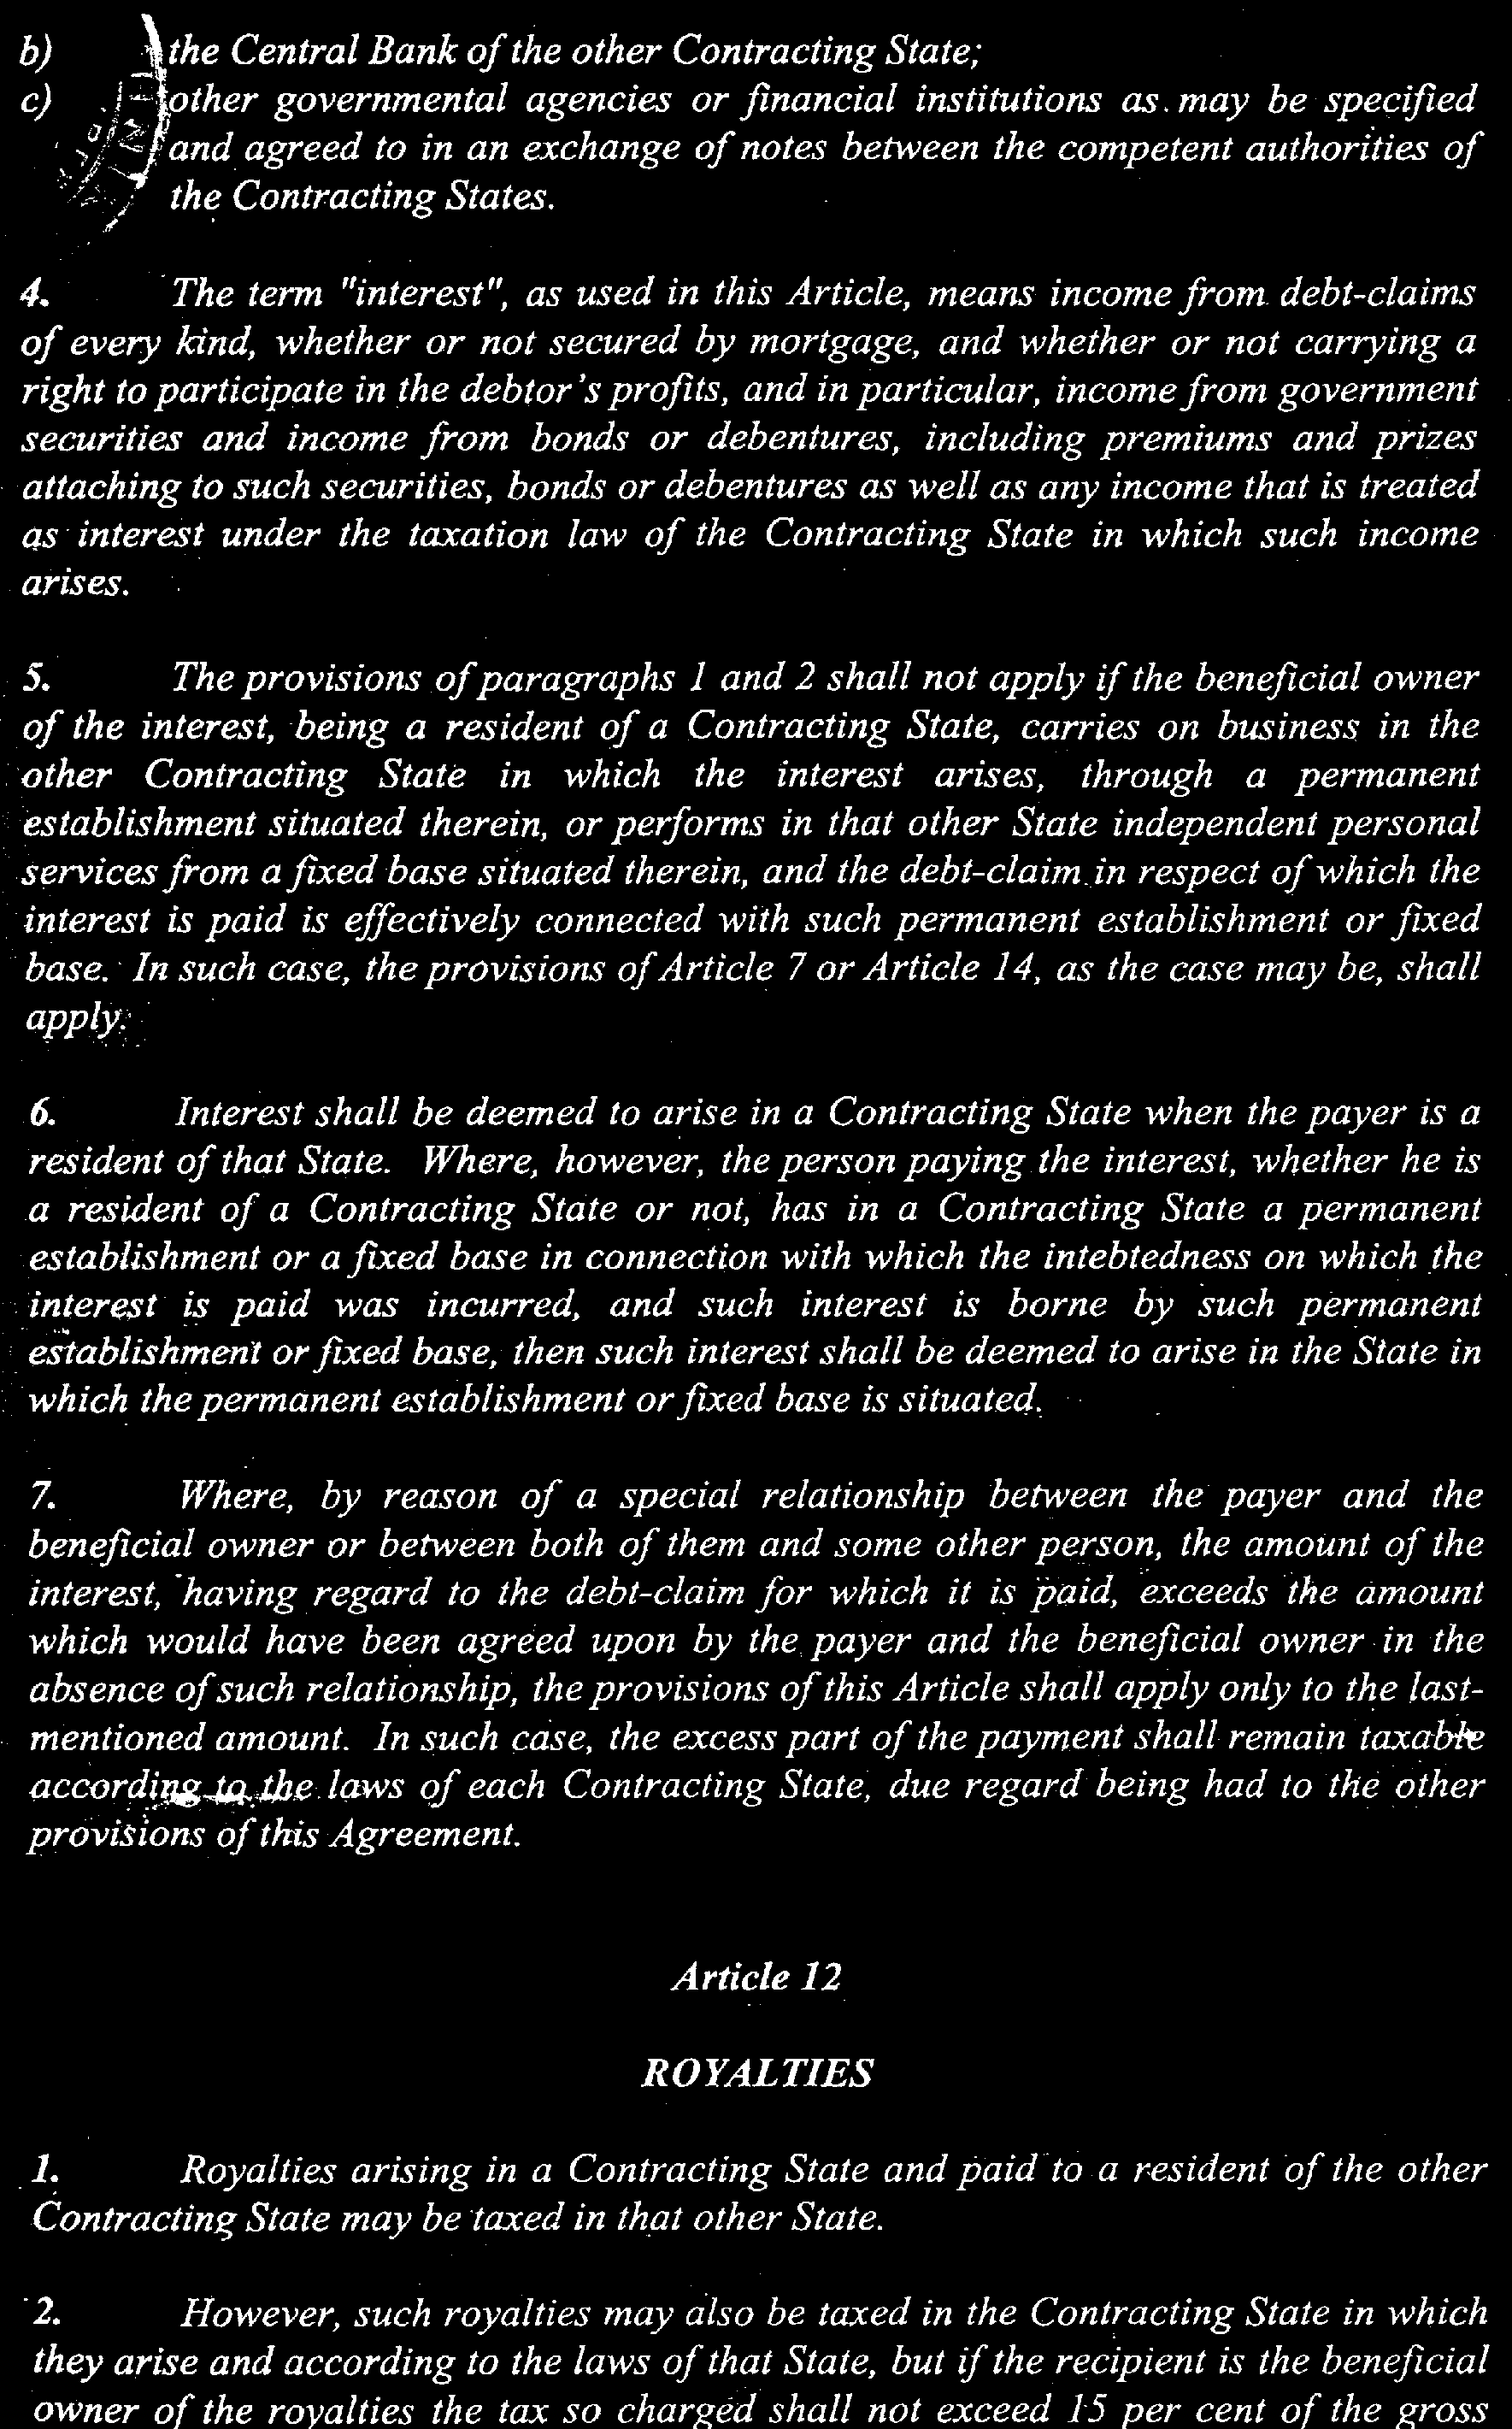 b) the Central Bank of the other Contracting State;
c) other governmental agencies or financial institutions as may be specified
and agreed to in an exchange of notes between the competent authorities of
the Contracting States.
4. The term "interest", as used in this Article, means income from debt-claims
of every kind, whether or not secured by mortgage, and whether or not carrying a
right to participate in the debtor's profits, and in particular, income from government
securities and income from bonds or debentures, including premiums and prizes
attaching to such securities, bonds or debentures as well as any income that is treated
as interest under the taxation law of the Contracting State in which such income
arises.
5. The provisions of paragraphs 1 and 2 shall not apply if the beneficial owner
of the interest, being a resident of a Contracting State, carries on business in the
other Contracting State in which the interest arises, through a permanent
establishment situated therein, or performs in that other State independent personal
services from a fixed base situated therein, and the debt-claim in respect of which the
interest is paid is effectively connected with such permanent establishment or fixed
base. In such case, the provisions of Article 7 or Article 14, as the case may be, shall
apply.
6. Interest shall be deemed to arise in a Contracting State when the payer is a
resident of that State. Where, however, the person paying the interest, whether he is
a resident of a Contracting State or not, has in a Contracting State a permanent
establishment or a fixed base in connection with which the intebtedness on which the
interest is paid was incurred, and such interest is borne by such permanent
establishment or fixed base, then such interest shall be deemed to arise in the State in
which the permanent establishment or fixed base is situated.
7. Where, by reason of a special relationship between the payer and the
beneficial owner or between both of them and some other person, the amount of the
interest, having regard to the debt-claim for which it is paid, exceeds the amount
which would have been agreed upon by the payer and the beneficial owner in the
absence of such relationship, the provisions of this Article shall apply only to the last-
mentioned amount. In such case, the excess part of the payment shall remain taxable
according to the laws of each Contracting State, due regard being had to the other
provisions of this Agreement.
Article 12
ROYALTIES
1. Royalties arising in a Contracting State and paid to a resident of the other
Contracting State may be taxed in that other State.
2. However, such royalties may also be taxed in the Contracting State in which
they arise and according to the laws of that State, but if the recipient is the beneficial
owner of the royalties the tax so charged shall not exceed 15 per cent of the gross